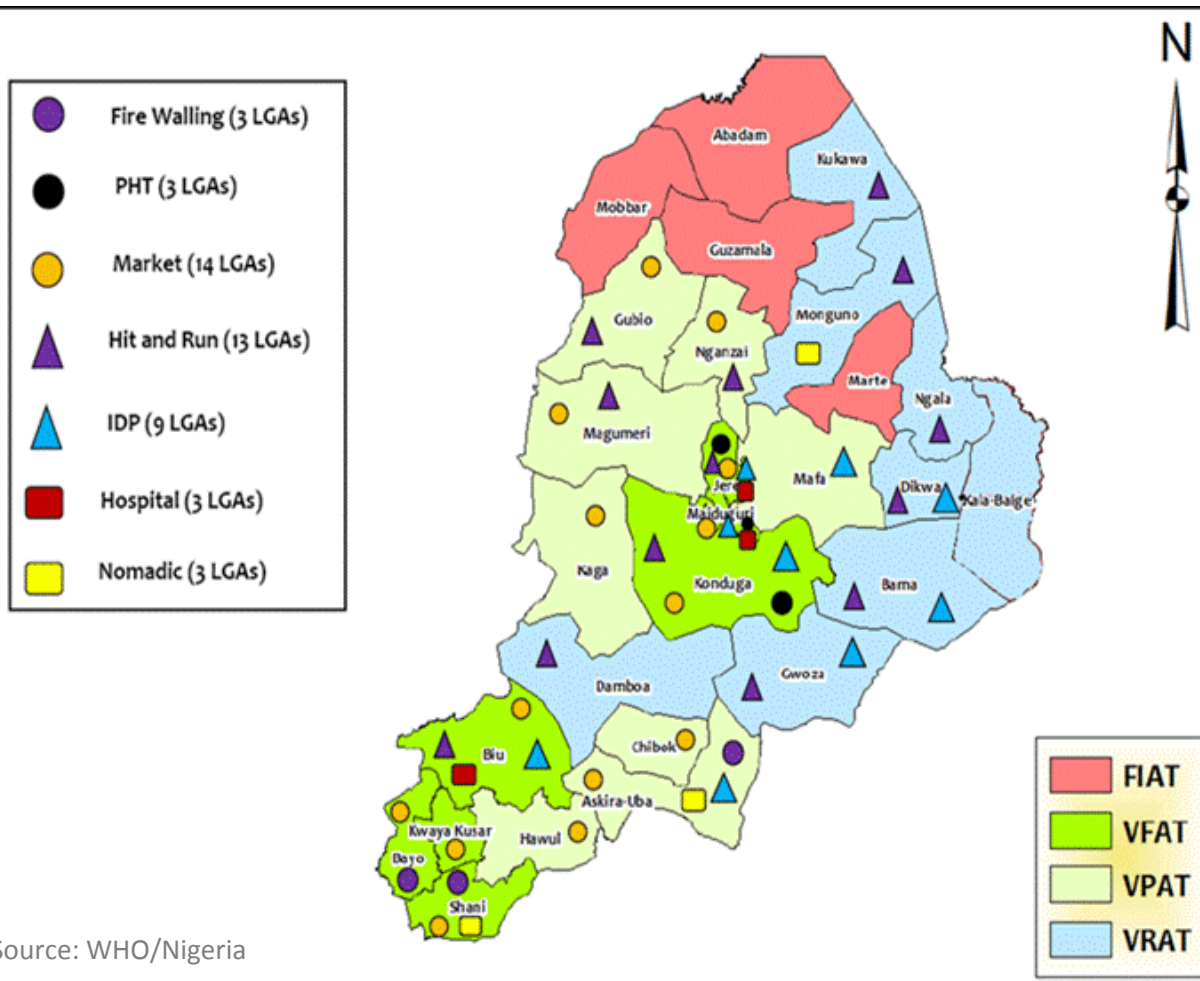 N
Fire Walling (3 LGAs)
PHT (3 LGAs)
Market (14 LGAs)
Hit and Run (13 LGAs)
IDP (9 LGAs)
Hospital (3 LGAs)
Nomadic (3 LGAs)
Abadam
Kukawa
Mobbar
Guzamala
Gubio
Monguno
Nganzai
Marte
Ngala
Magumeri
Mafa
Jere
Dikwa
Kala-Balge
Maiduguri
Kaga
Konduga
Bama
Gwoza
Damboa
Chibok
Biu
Askira-Uba
Kwaya Kusar
Hawul
Bayo
Shani
FIAT
VFAT
VPAT
VRAT
Source: WHO/Nigeria